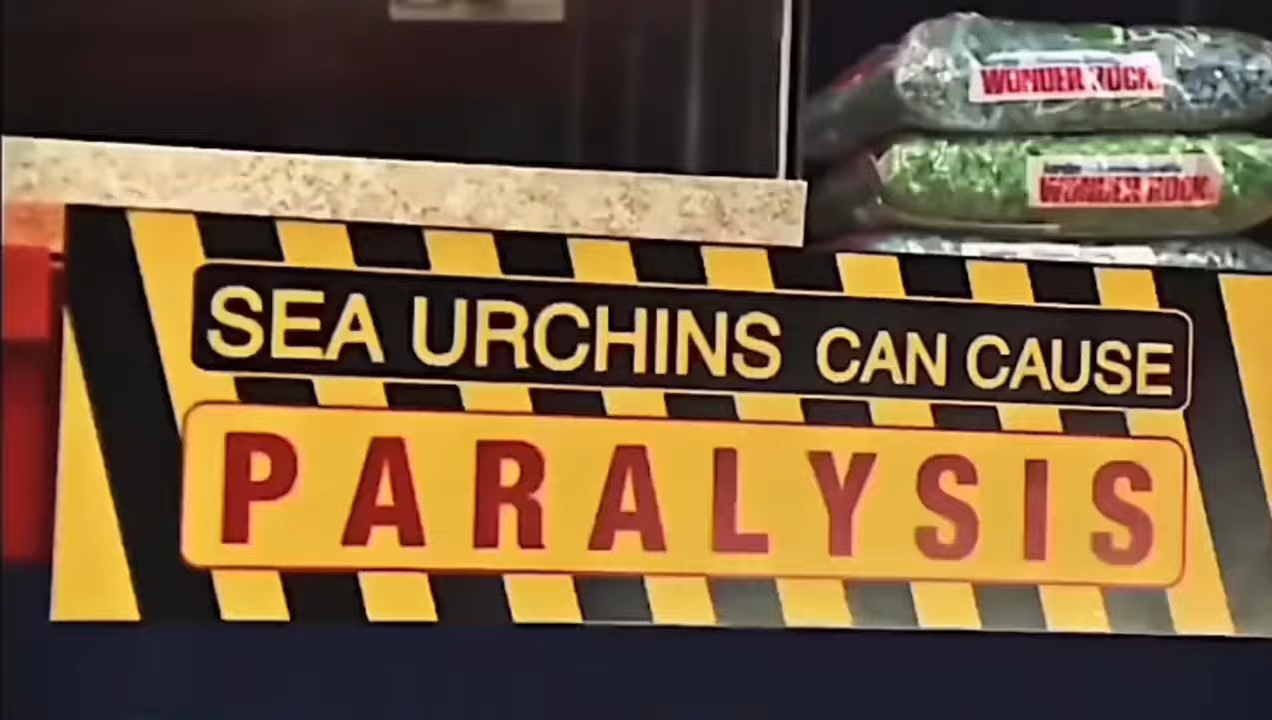 WONDER ROCK
WONDER ROCK
SEA URCHINS CAN CAUSE
PARALYSIS